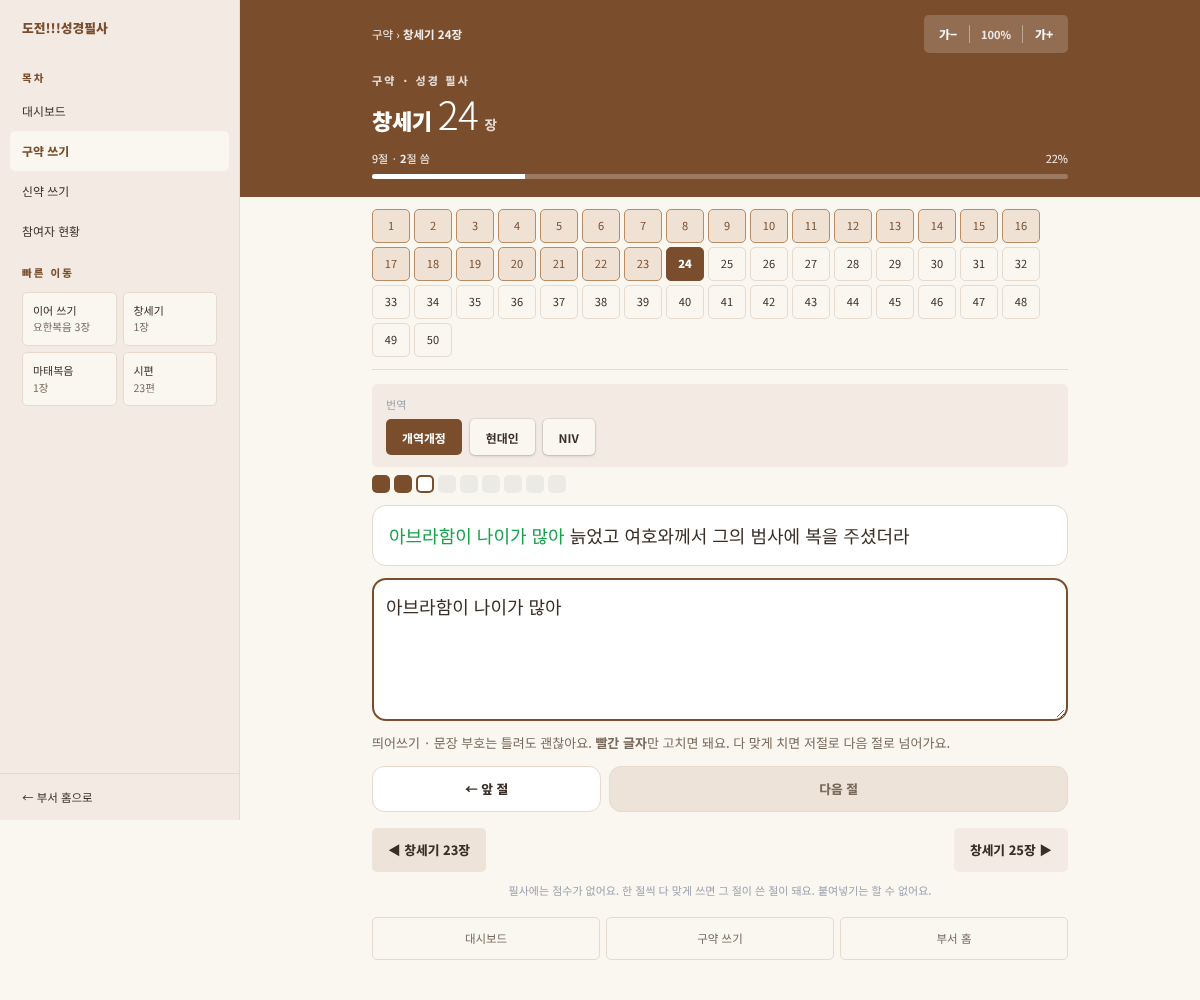 도전!!!성경필사
목차
대시보드
구약 쓰기
신약 쓰기
참여자 현황
빠른 이동
이어 쓰기
요한복음 3장
창세기
1장
마태복음
1장
시편
23편
← 부서 홈으로
구약 › 창세기 24장
가− 100% 가+
구약 · 성경 필사
창세기 24 장
9절 · 2절 씀
22%
1 2 3 4 5 6 7 8 9 10 11 12 13 14 15 16
17 18 19 20 21 22 23 24 25 26 27 28 29 30 31 32
33 34 35 36 37 38 39 40 41 42 43 44 45 46 47 48
49 50
번역
개역개정 현대인 NIV
아브라함이 나이가 많아 늙었고 여호와께서 그의 범사에 복을 주셨더라
아브라함이 나이가 많아
띄어쓰기 · 문장 부호는 틀려도 괜찮아요. 빨간 글자만 고치면 돼요. 다 맞게 치면 저절로 다음 절로 넘어가요.
← 앞 절
다음 절
◀ 창세기 23장
창세기 25장 ▶
필사에는 점수가 없어요. 한 절씩 다 맞게 쓰면 그 절이 쓴 절이 돼요. 붙여넣기는 할 수 없어요.
대시보드
구약 쓰기
부서 홈